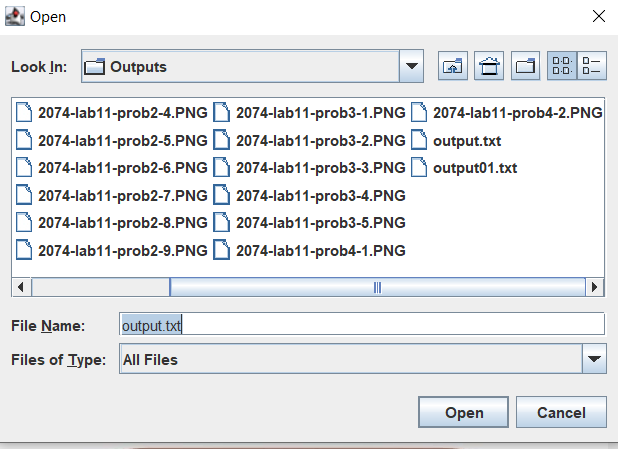 Open
Look In: Outputs
2074-lab11-prob2-4.PNG 2074-lab11-prob3-1.PNG 2074-lab11-prob4-2.PNG
2074-lab11-prob2-5.PNG 2074-lab11-prob3-2.PNG output.txt
2074-lab11-prob2-6.PNG 2074-lab11-prob3-3.PNG output01.txt
2074-lab11-prob2-7.PNG 2074-lab11-prob3-4.PNG
2074-lab11-prob2-8.PNG 2074-lab11-prob3-5.PNG
2074-lab11-prob2-9.PNG 2074-lab11-prob4-1.PNG
File Name: output.txt
Files of Type: All Files
Open Cancel